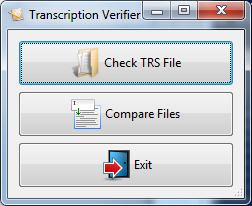 Transcription Verifier
Check TRS File
Compare Files
Exit